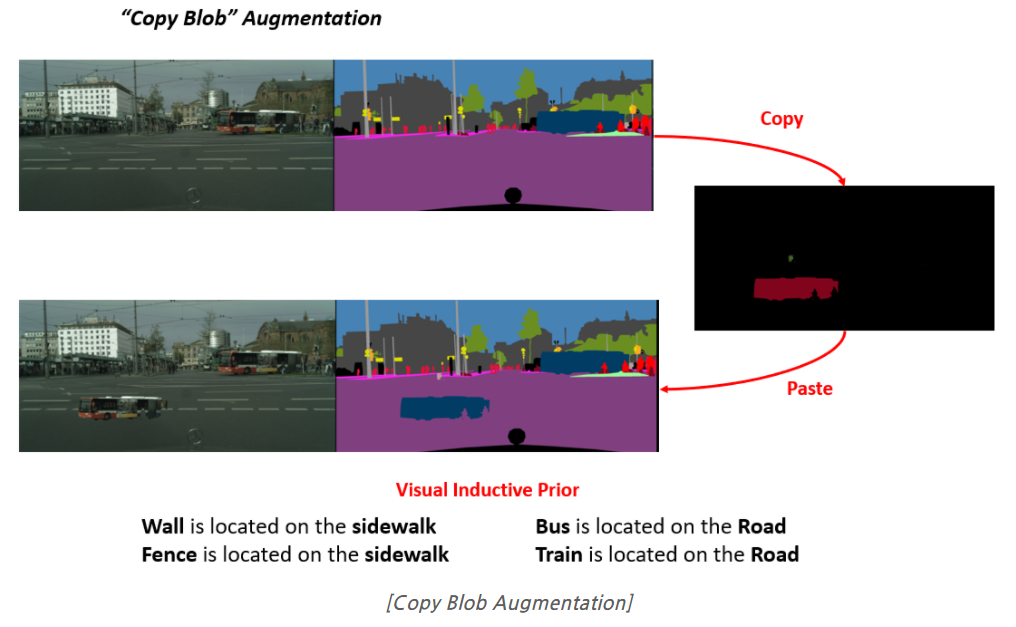 “Copy Blob” Augmentation
Copy
Paste
Visual Inductive Prior
Wall is located on the sidewalk
Fence is located on the sidewalk
Bus is located on the Road
Train is located on the Road
[Copy Blob Augmentation]